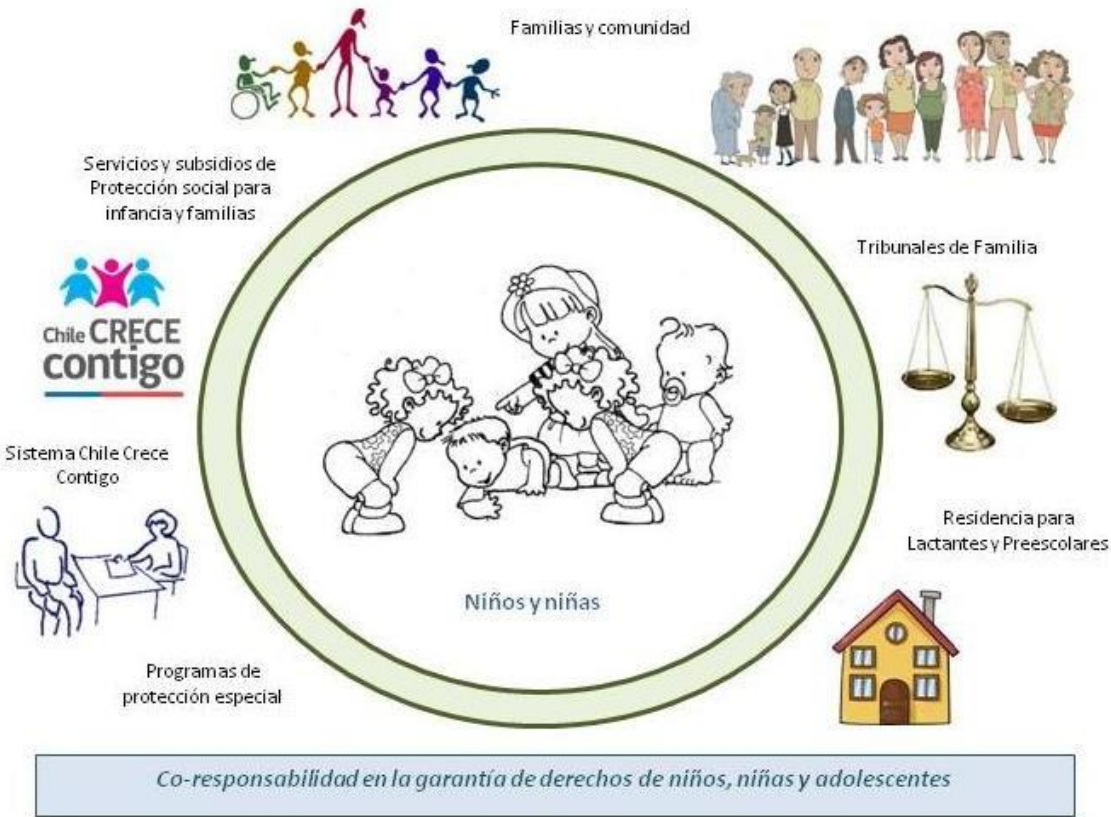 Familias y comunidad
Servicios y subsidios de
Protección social para
infancia y familias
Tribunales de Familia
Chile CRECE
contigo
Sistema Chile Crece
Contigo
Residencia para
Lactantes y Preescolares
Niños y niñas
Programas de
protección especial
Co-responsabilidad en la garantía de derechos de niños, niñas y adolescentes